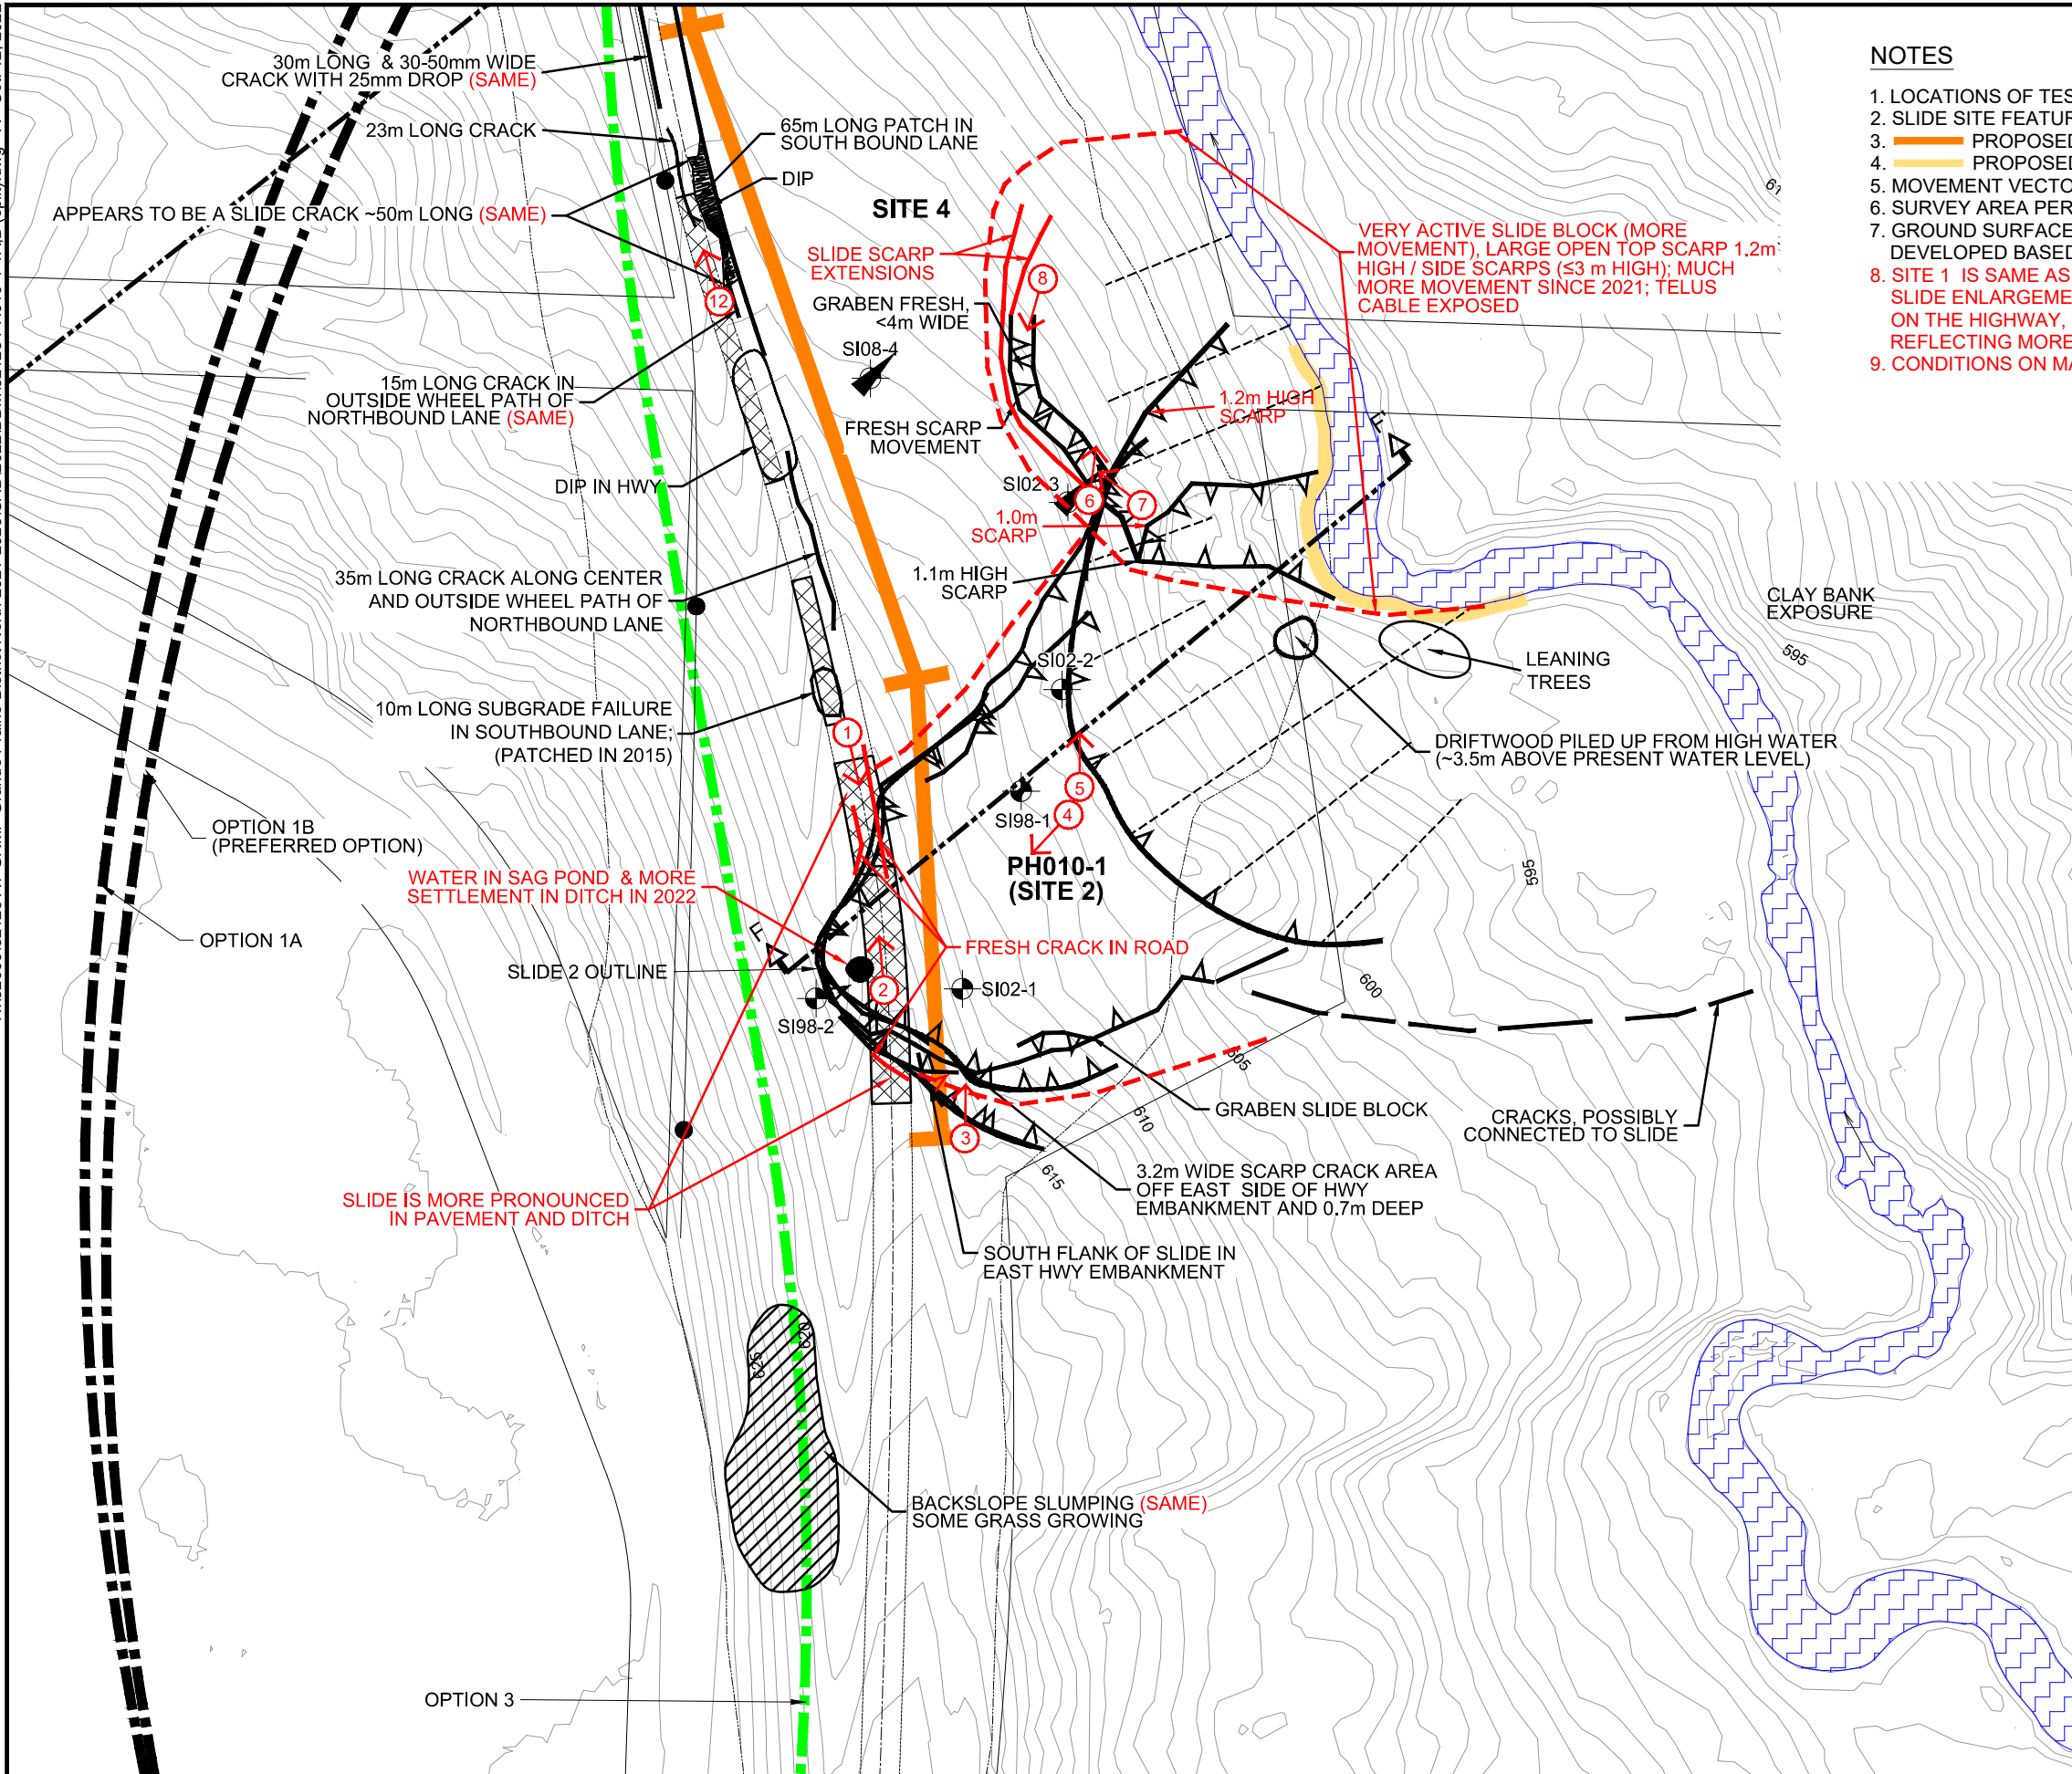 30m LONG & 30-50mm WIDE
CRACK WITH 25mm DROP (SAME)
23m LONG CRACK
65m LONG PATCH IN
SOUTH BOUND LANE
DIP
APPEARS TO BE A SLIDE CRACK ~50m LONG (SAME)
SITE 4
SLIDE SCARP
EXTENSIONS
GRABEN FRESH,
<4m WIDE
SI08-4
8
12
VERY ACTIVE SLIDE BLOCK (MORE
MOVEMENT), LARGE OPEN TOP SCARP 1.2m
HIGH / SIDE SCARPS (≤3 m HIGH); MUCH
MORE MOVEMENT SINCE 2021; TELUS
CABLE EXPOSED
NOTES
1. LOCATIONS OF
2. SLIDE SITE
3. PROPOSED
4. PROPOSED
5. MOVEMENT
6. SURVEY AREA
7. GROUND SURFACE
DEVELOPED BASED
8. SITE 1 IS SAME AS
SLIDE
ON THE HIGHWAY,
REFLECTING MORE
9. CONDITIONS ON
15m LONG CRACK IN
OUTSIDE WHEEL PATH OF
NORTHBOUND LANE (SAME)
FRESH SCARP
MOVEMENT
1.2m HIGH
SCARP
F
DIP IN HWY
SI02-3
6
7
1.0m
SCARP
1.1m HIGH
SCARP
35m LONG CRACK ALONG CENTER
AND OUTSIDE WHEEL PATH OF
NORTHBOUND LANE
CLAY BANK
EXPOSURE
595
SI02-2
LEANING
TREES
10m LONG SUBGRADE FAILURE
IN SOUTHBOUND LANE;
(PATCHED IN 2015)
1
DRIFTWOOD PILED UP FROM HIGH WATER
(~3.5m ABOVE PRESENT WATER LEVEL)
5
4
SI98-1
PH010-1
(SITE 2)
OPTION 1B
(PREFERRED OPTION)
595
WATER IN SAG POND & MORE
SETTLEMENT IN DITCH IN 2022
OPTION 1A
F
FRESH CRACK IN ROAD
SLIDE 2 OUTLINE
2
SI02-1
SI98-2
600
605
610
615
GRABEN SLIDE BLOCK
CRACKS, POSSIBLY
CONNECTED TO SLIDE
3
3.2m WIDE SCARP CRACK AREA
OFF EAST SIDE OF HWY
EMBANKMENT AND 0.7m DEEP
SLIDE IS MORE PRONOUNCED
IN PAVEMENT AND DITCH
SOUTH FLANK OF SLIDE IN
EAST HWY EMBANKMENT
620
625
BACKSLOPE SLUMPING (SAME)
SOME GRASS GROWING
OPTION 3